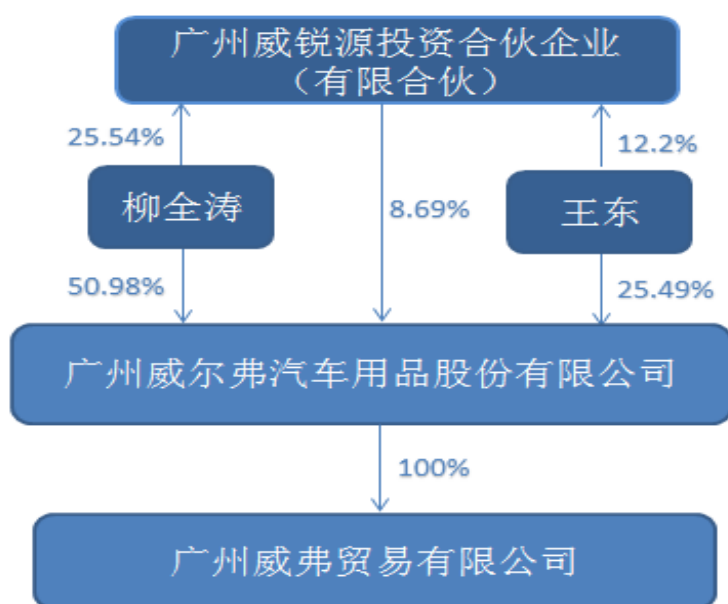 广州威锐源投资合伙企业
（有限合伙）
25.54%
12.2%
柳全涛
8.69%
王东
50.98%
25.49%
广州威尔弗汽车用品股份有限公司
100%
广州威弗贸易有限公司